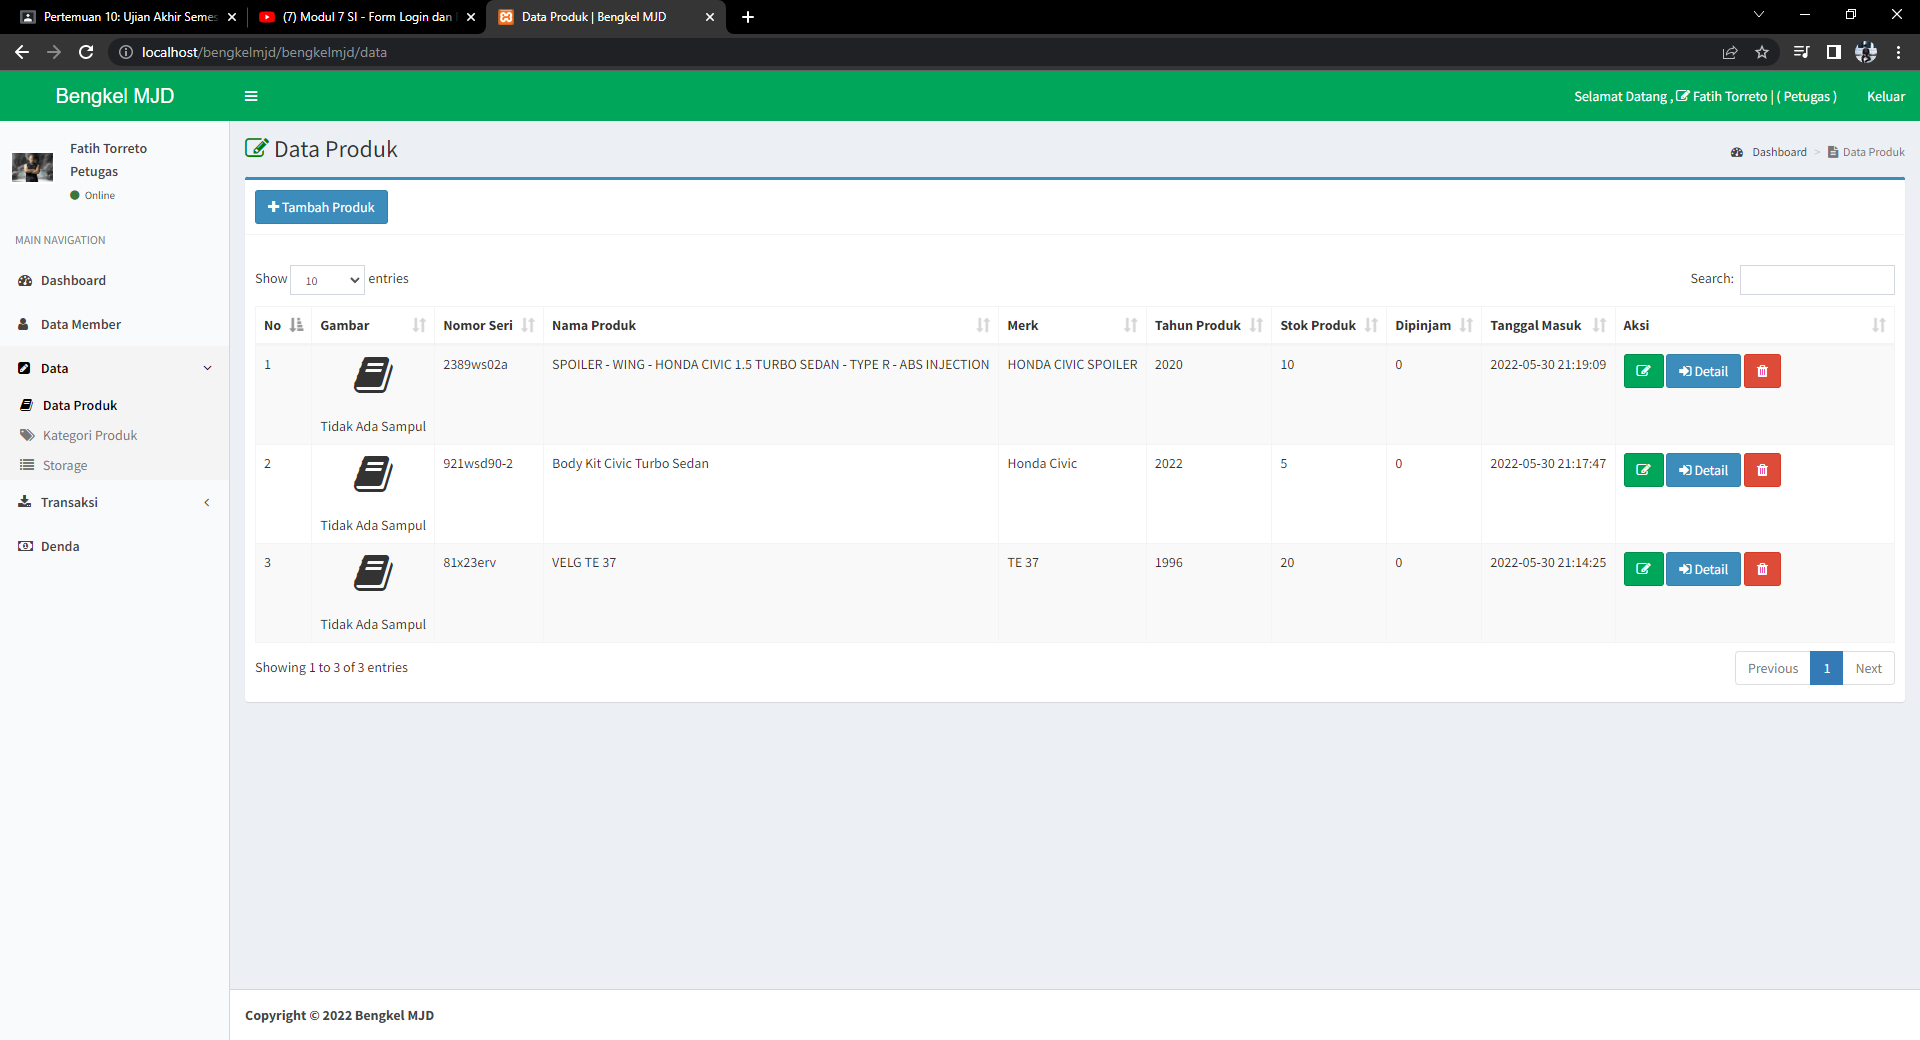 Pertemuan 10: Ujian Akhir Semes
(7) Modul 7 SI - Form Login dan
Data Produk | Bengkel MJD
localhost/bengkelmjd/bengkelmjd/data
Bengkel MJD
Selamat Datang , Fatih Torreto | ( Petugas )
Keluar
Fatih Torreto
Petugas
Online
MAIN NAVIGATION
Dashboard
Data Member
Data
Data Produk
Kategori Produk
Storage
Transaksi
Denda
Data Produk
Dashboard > Data Produk
Tambah Produk
Show 10 entries
Search:
No Gambar Nomor Seri Nama Produk Merk Tahun Produk Stok Produk Dipinjam Tanggal Masuk Aksi
1 2389ws02a SPOILER - WING - HONDA CIVIC 1.5 TURBO SEDAN - TYPE R - ABS INJECTION HONDA CIVIC SPOILER 2020 10 0 2022-05-30 21:19:09 Detail
Tidak Ada Sampul
2 921wsd90-2 Body Kit Civic Turbo Sedan Honda Civic 2022 5 0 2022-05-30 21:17:47 Detail
Tidak Ada Sampul
3 81x23erv VELG TE 37 TE 37 1996 20 0 2022-05-30 21:14:25 Detail
Tidak Ada Sampul
Showing 1 to 3 of 3 entries
Previous 1 Next
Copyright © 2022 Bengkel MJD